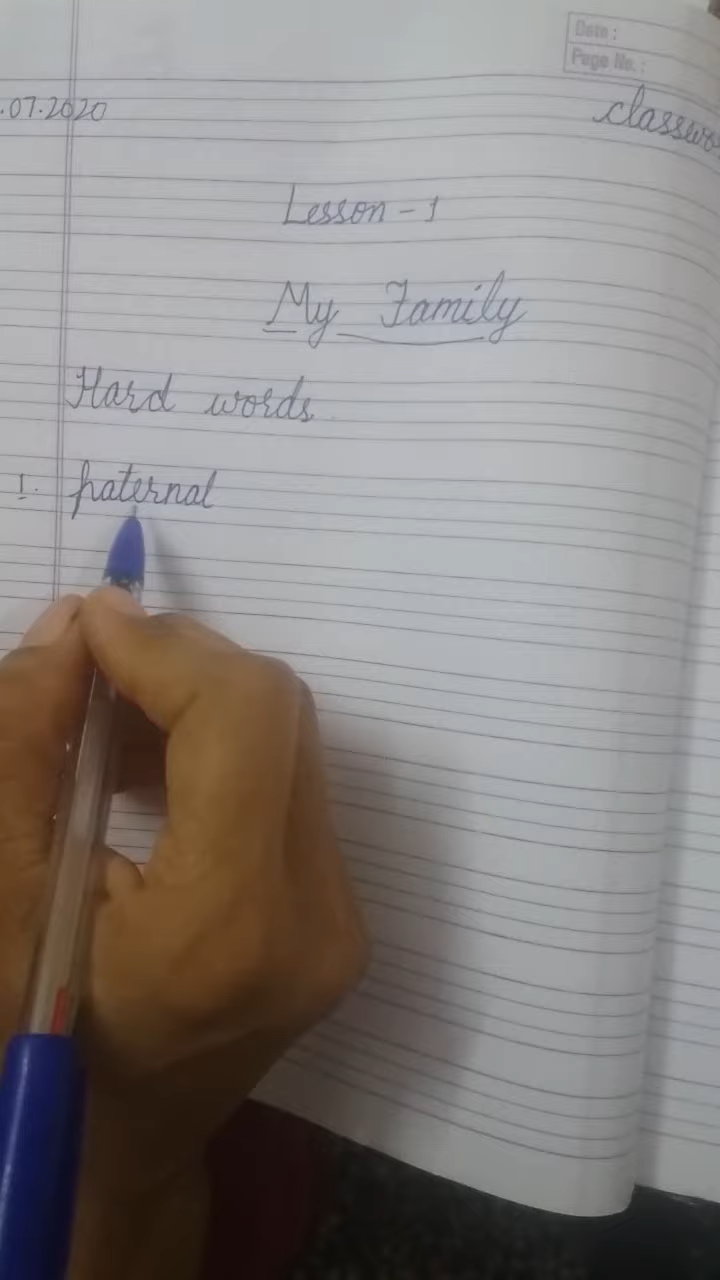 Date :
Page No. :
.07.2020
classwo
Lesson - 1
My Family
Hard words
1. paternal